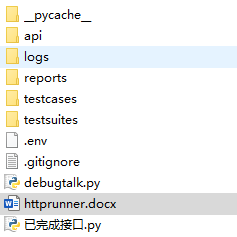 __pycache__
api
logs
reports
testcases
testsuites
.env
.gitignore
debugtalk.py
httprunner.docx
已完成接口.py